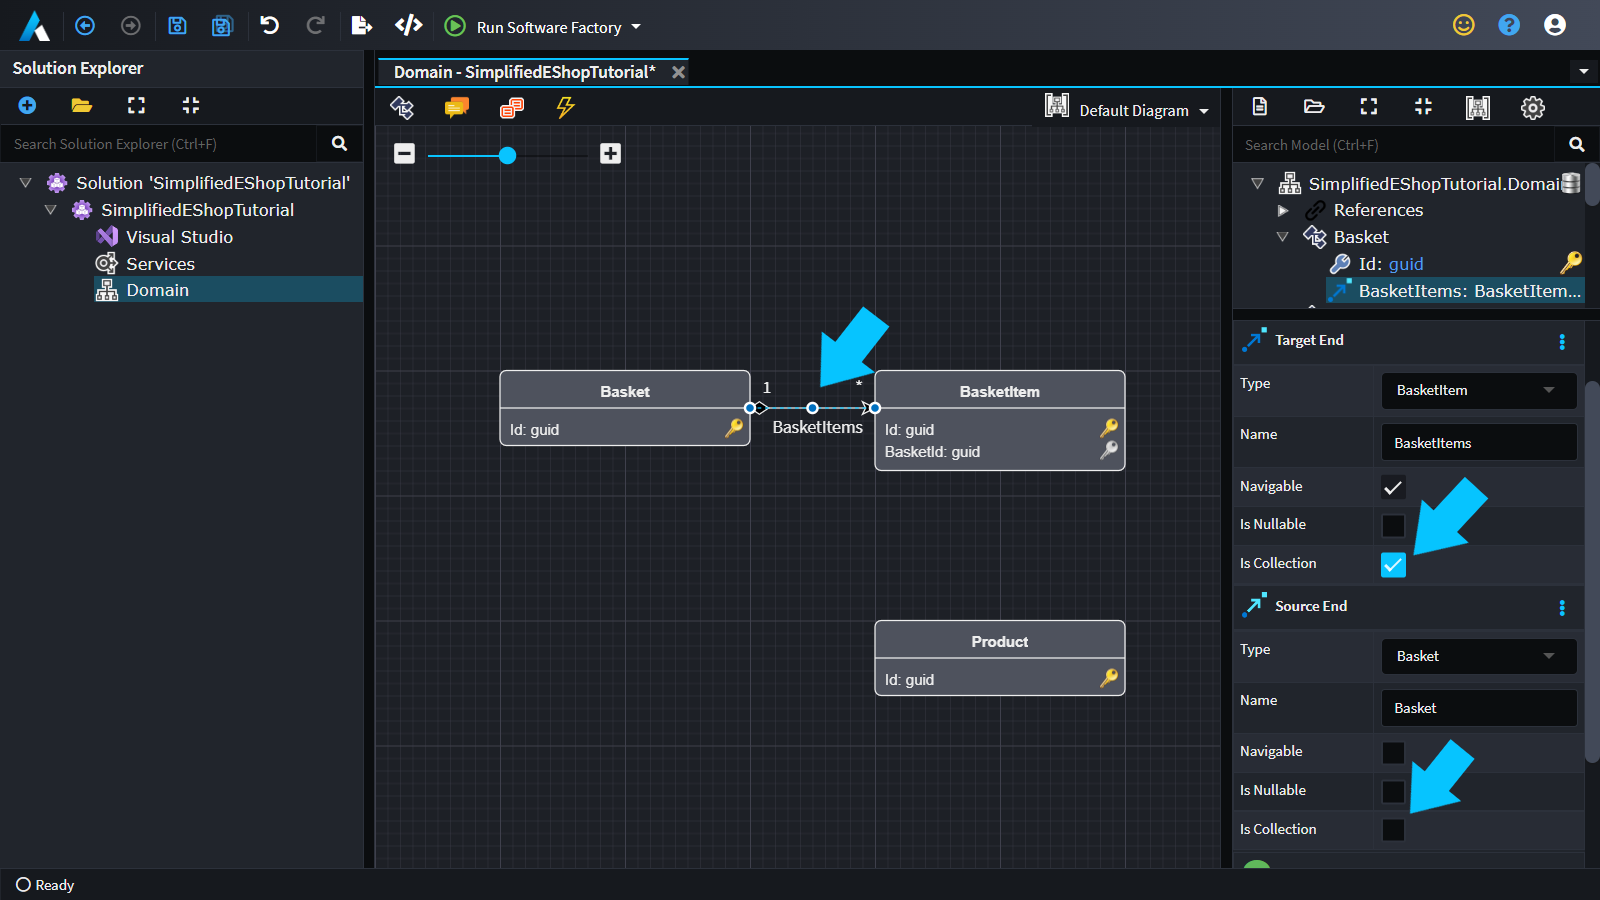 Run Software Factory
Solution Explorer
Search Solution Explorer (Ctrl+F)
Solution 'SimplifiedEShopTutorial'
SimplifiedEShopTutorial
Visual Studio
Services
Domain
Domain - SimplifiedEShopTutorial*
Default Diagram
Basket
Id: guid
1
*
BasketItems
BasketItem
Id: guid
BasketId: guid
Product
Id: guid
Search Model (Ctrl+F)
SimplifiedEShopTutorial.Domai
References
Basket
Id: guid
BasketItems: BasketItem...
Target End
Type
BasketItem
Name
BasketItems
Navigable
Is Nullable
Is Collection
Source End
Type
Basket
Name
Basket
Navigable
Is Nullable
Is Collection
Ready